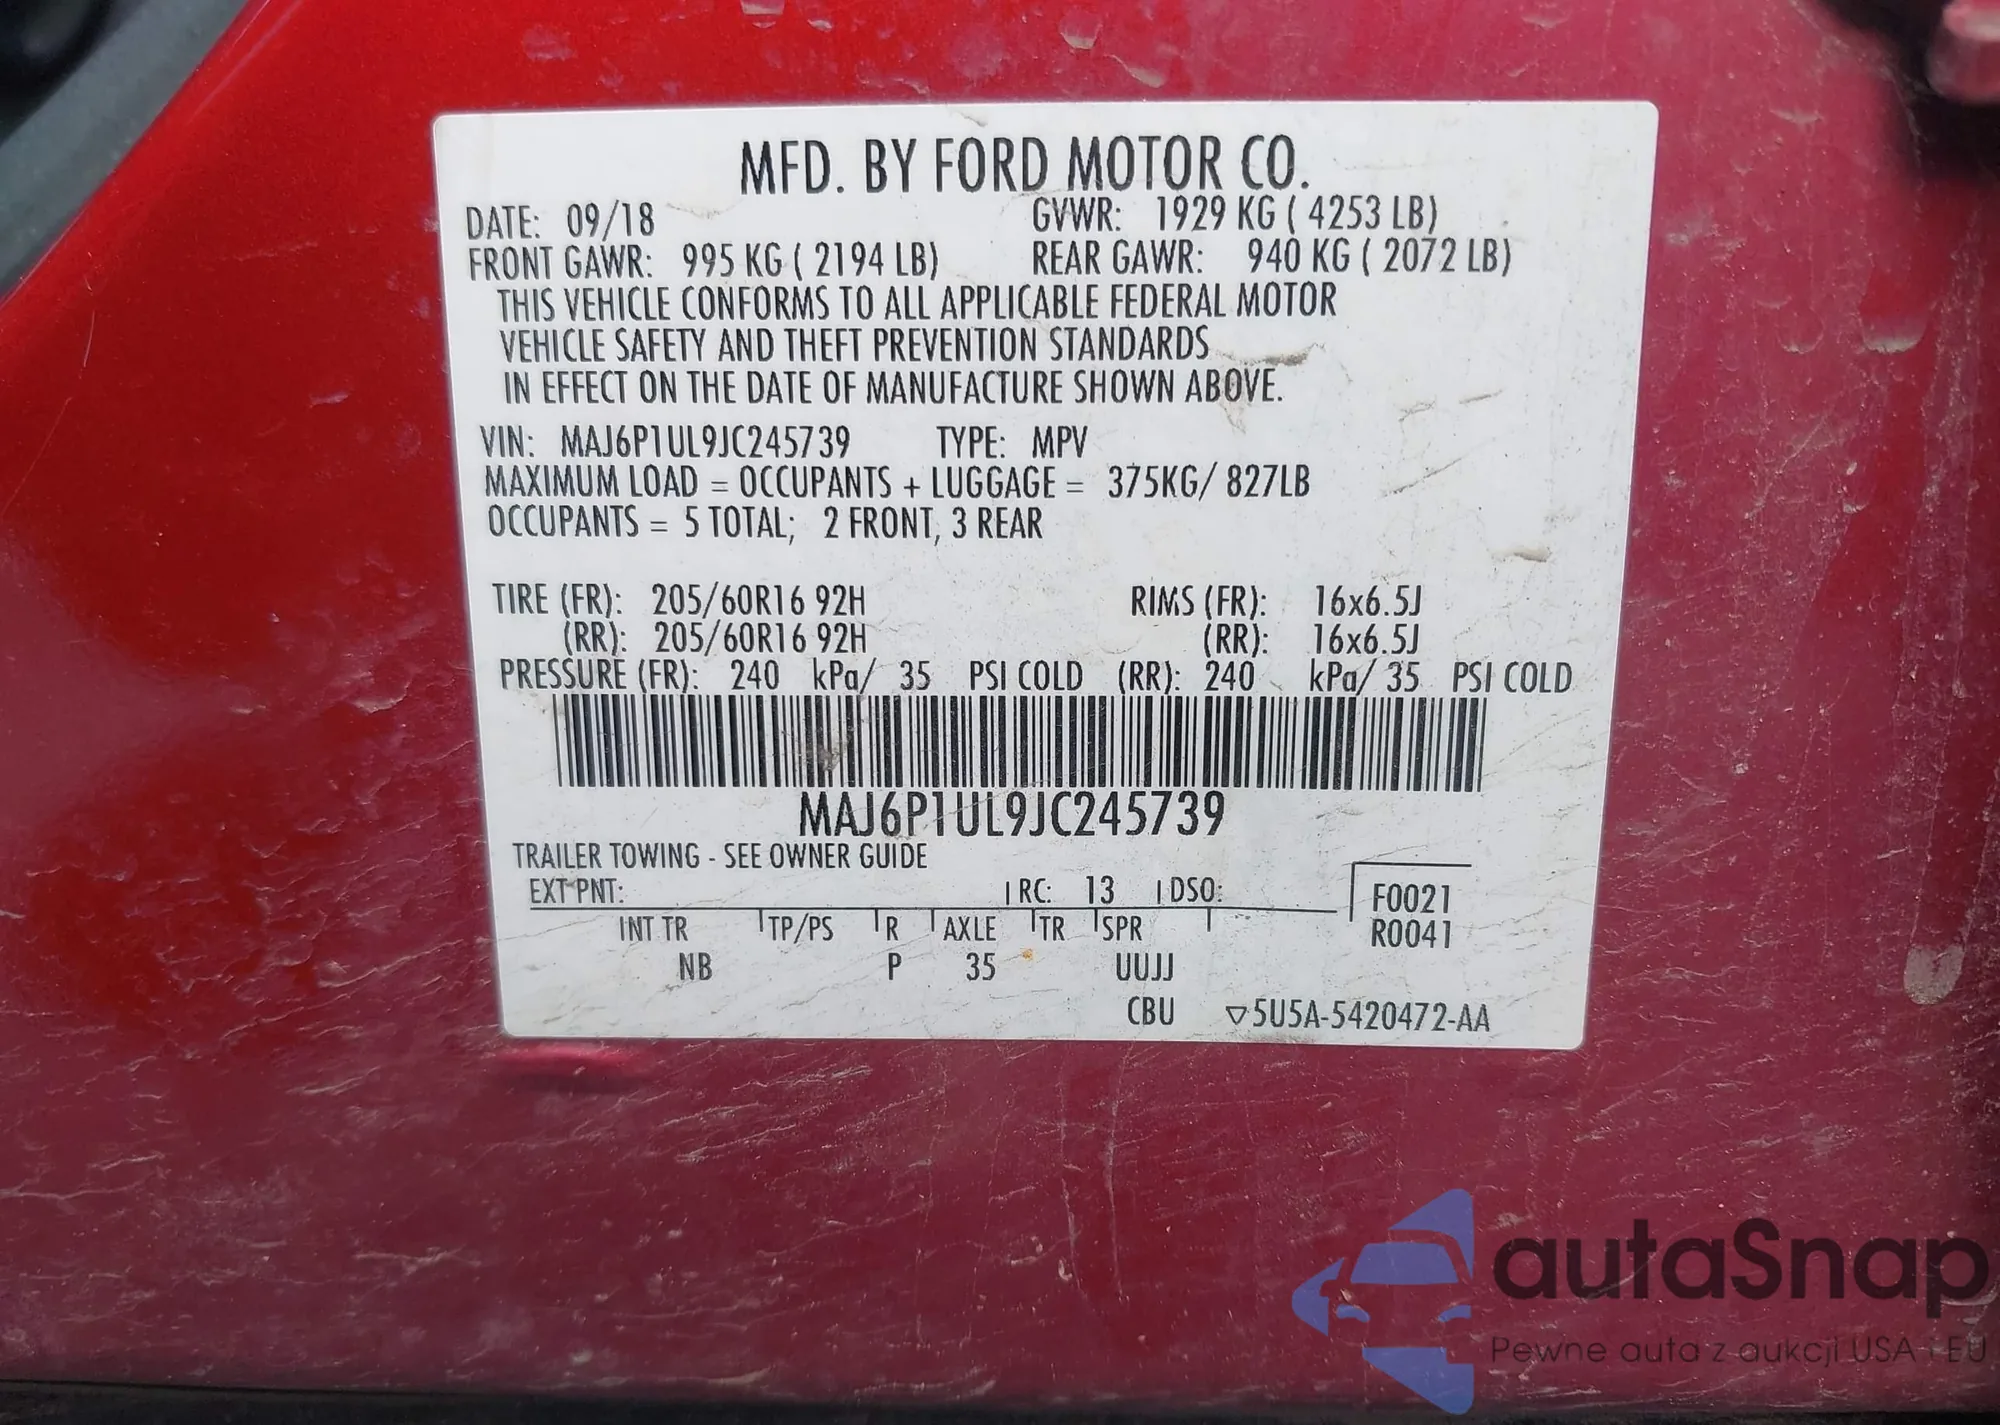 MFD. BY FORD MOTOR CO.
DATE: 09/18 GVWR: 1929 KG ( 4253 LB)
FRONT GAWR: 995 KG ( 2194 LB) REAR GAWR: 940 KG ( 2072 LB)
THIS VEHICLE CONFORMS TO ALL APPLICABLE FEDERAL MOTOR
VEHICLE SAFETY AND THEFT PREVENTION STANDARDS
IN EFFECT ON THE DATE OF MANUFACTURE SHOWN ABOVE.
VIN: MAJ6P1UL9JC245739 TYPE: MPV
MAXIMUM LOAD = OCCUPANTS + LUGGAGE = 375KG/ 827LB
OCCUPANTS = 5 TOTAL; 2 FRONT, 3 REAR
TIRE (FR): 205/60R16 92H RIMS (FR): 16x6.5J
(RR): 205/60R16 92H (RR): 16x6.5J
PRESSURE (FR): 240 kPa/ 35 PSI COLD (RR): 240 kPa/ 35 PSI COLD
MAJ6P1UL9JC245739
TRAILER TOWING - SEE OWNER GUIDE
EXT PNT: RC: 13 DSO: F0021
INT TR TP/PS R AXLE TR SPR R0041
NB P 35 UUJJ
CBU ▽5U5A-5420472-AA
autaSnap
Pewne auta z aukcji USA i EU